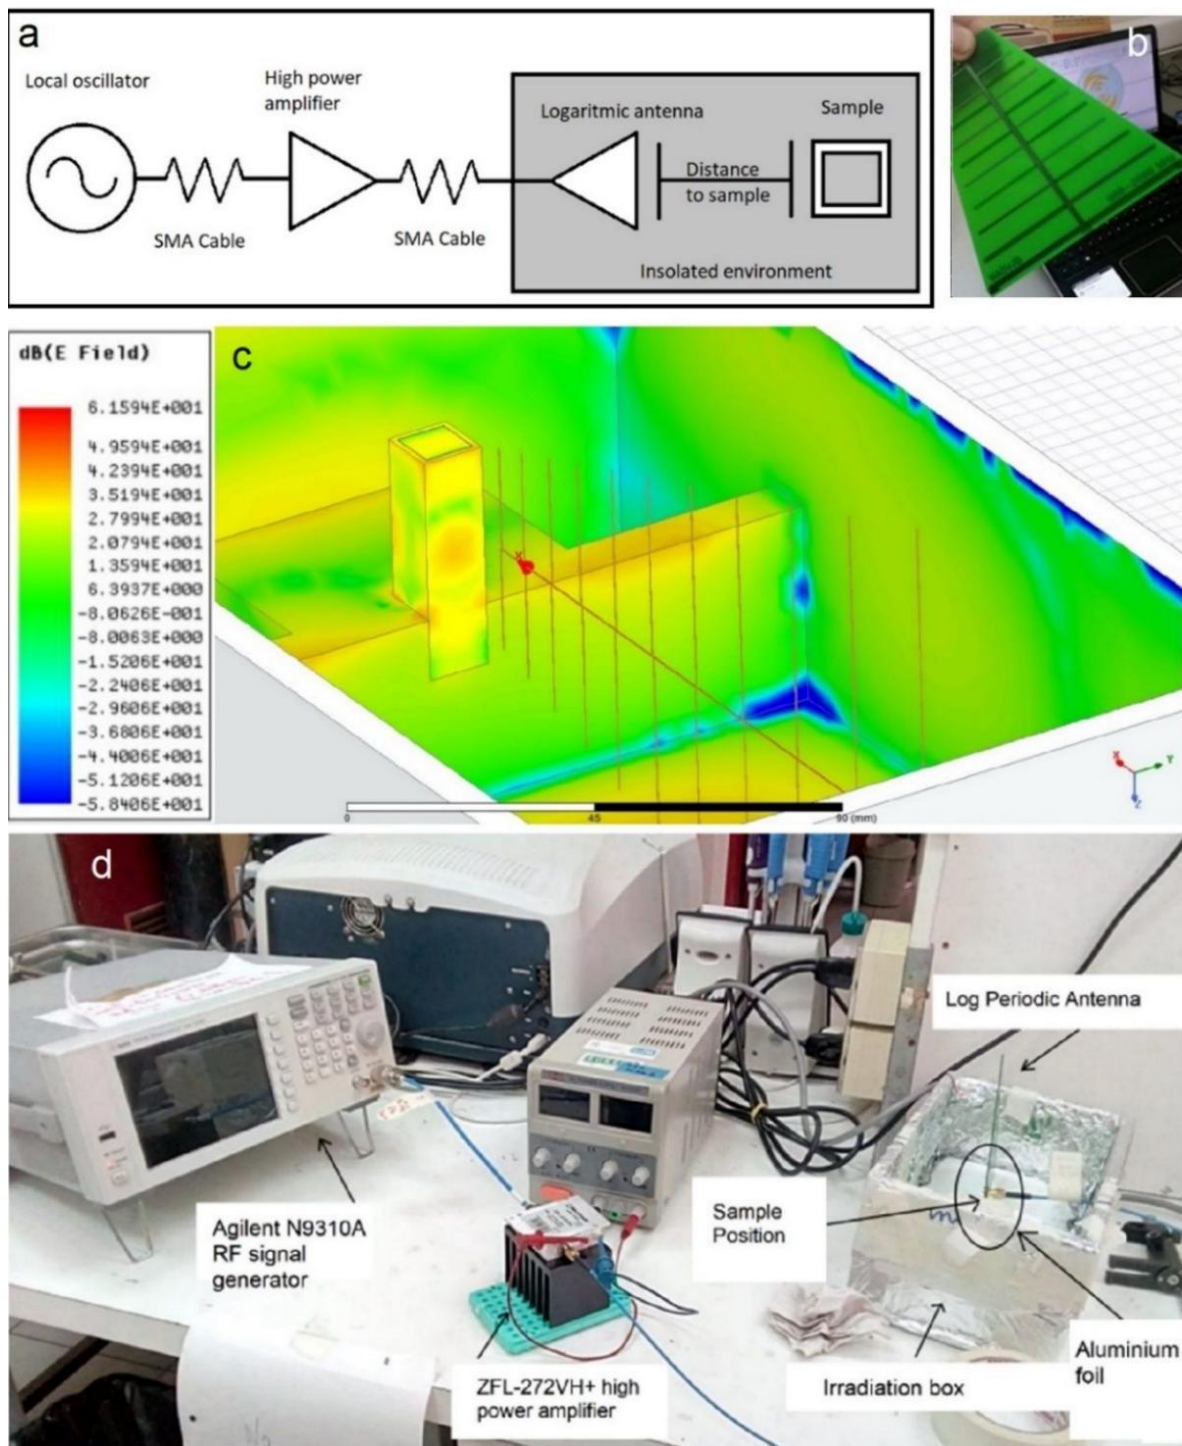 a
Local oscillator
High power
amplifier
Logaritmic antenna
Sample
Distance
to sample
SMA Cable
SMA Cable
Insolated environment
b
dB(E Field)
c
6.1594E+001
4.9594E+001
4.2394E+001
3.5194E+001
2.7994E+001
2.0794E+001
1.3594E+001
6.3937E+000
-8.0626E-001
-8.0063E+000
-1.5206E+001
-2.2406E+001
-2.9606E+001
-3.6806E+001
-4.4006E+001
-5.1206E+001
-5.8406E+001
X
X
Y
Z
0
45
90 (mm)
d
Log Periodic Antenna
Agilent N9310A
RF signal
generator
Sample
Position
ZFL-272VH+ high
power amplifier
Irradiation box
Aluminium
foil